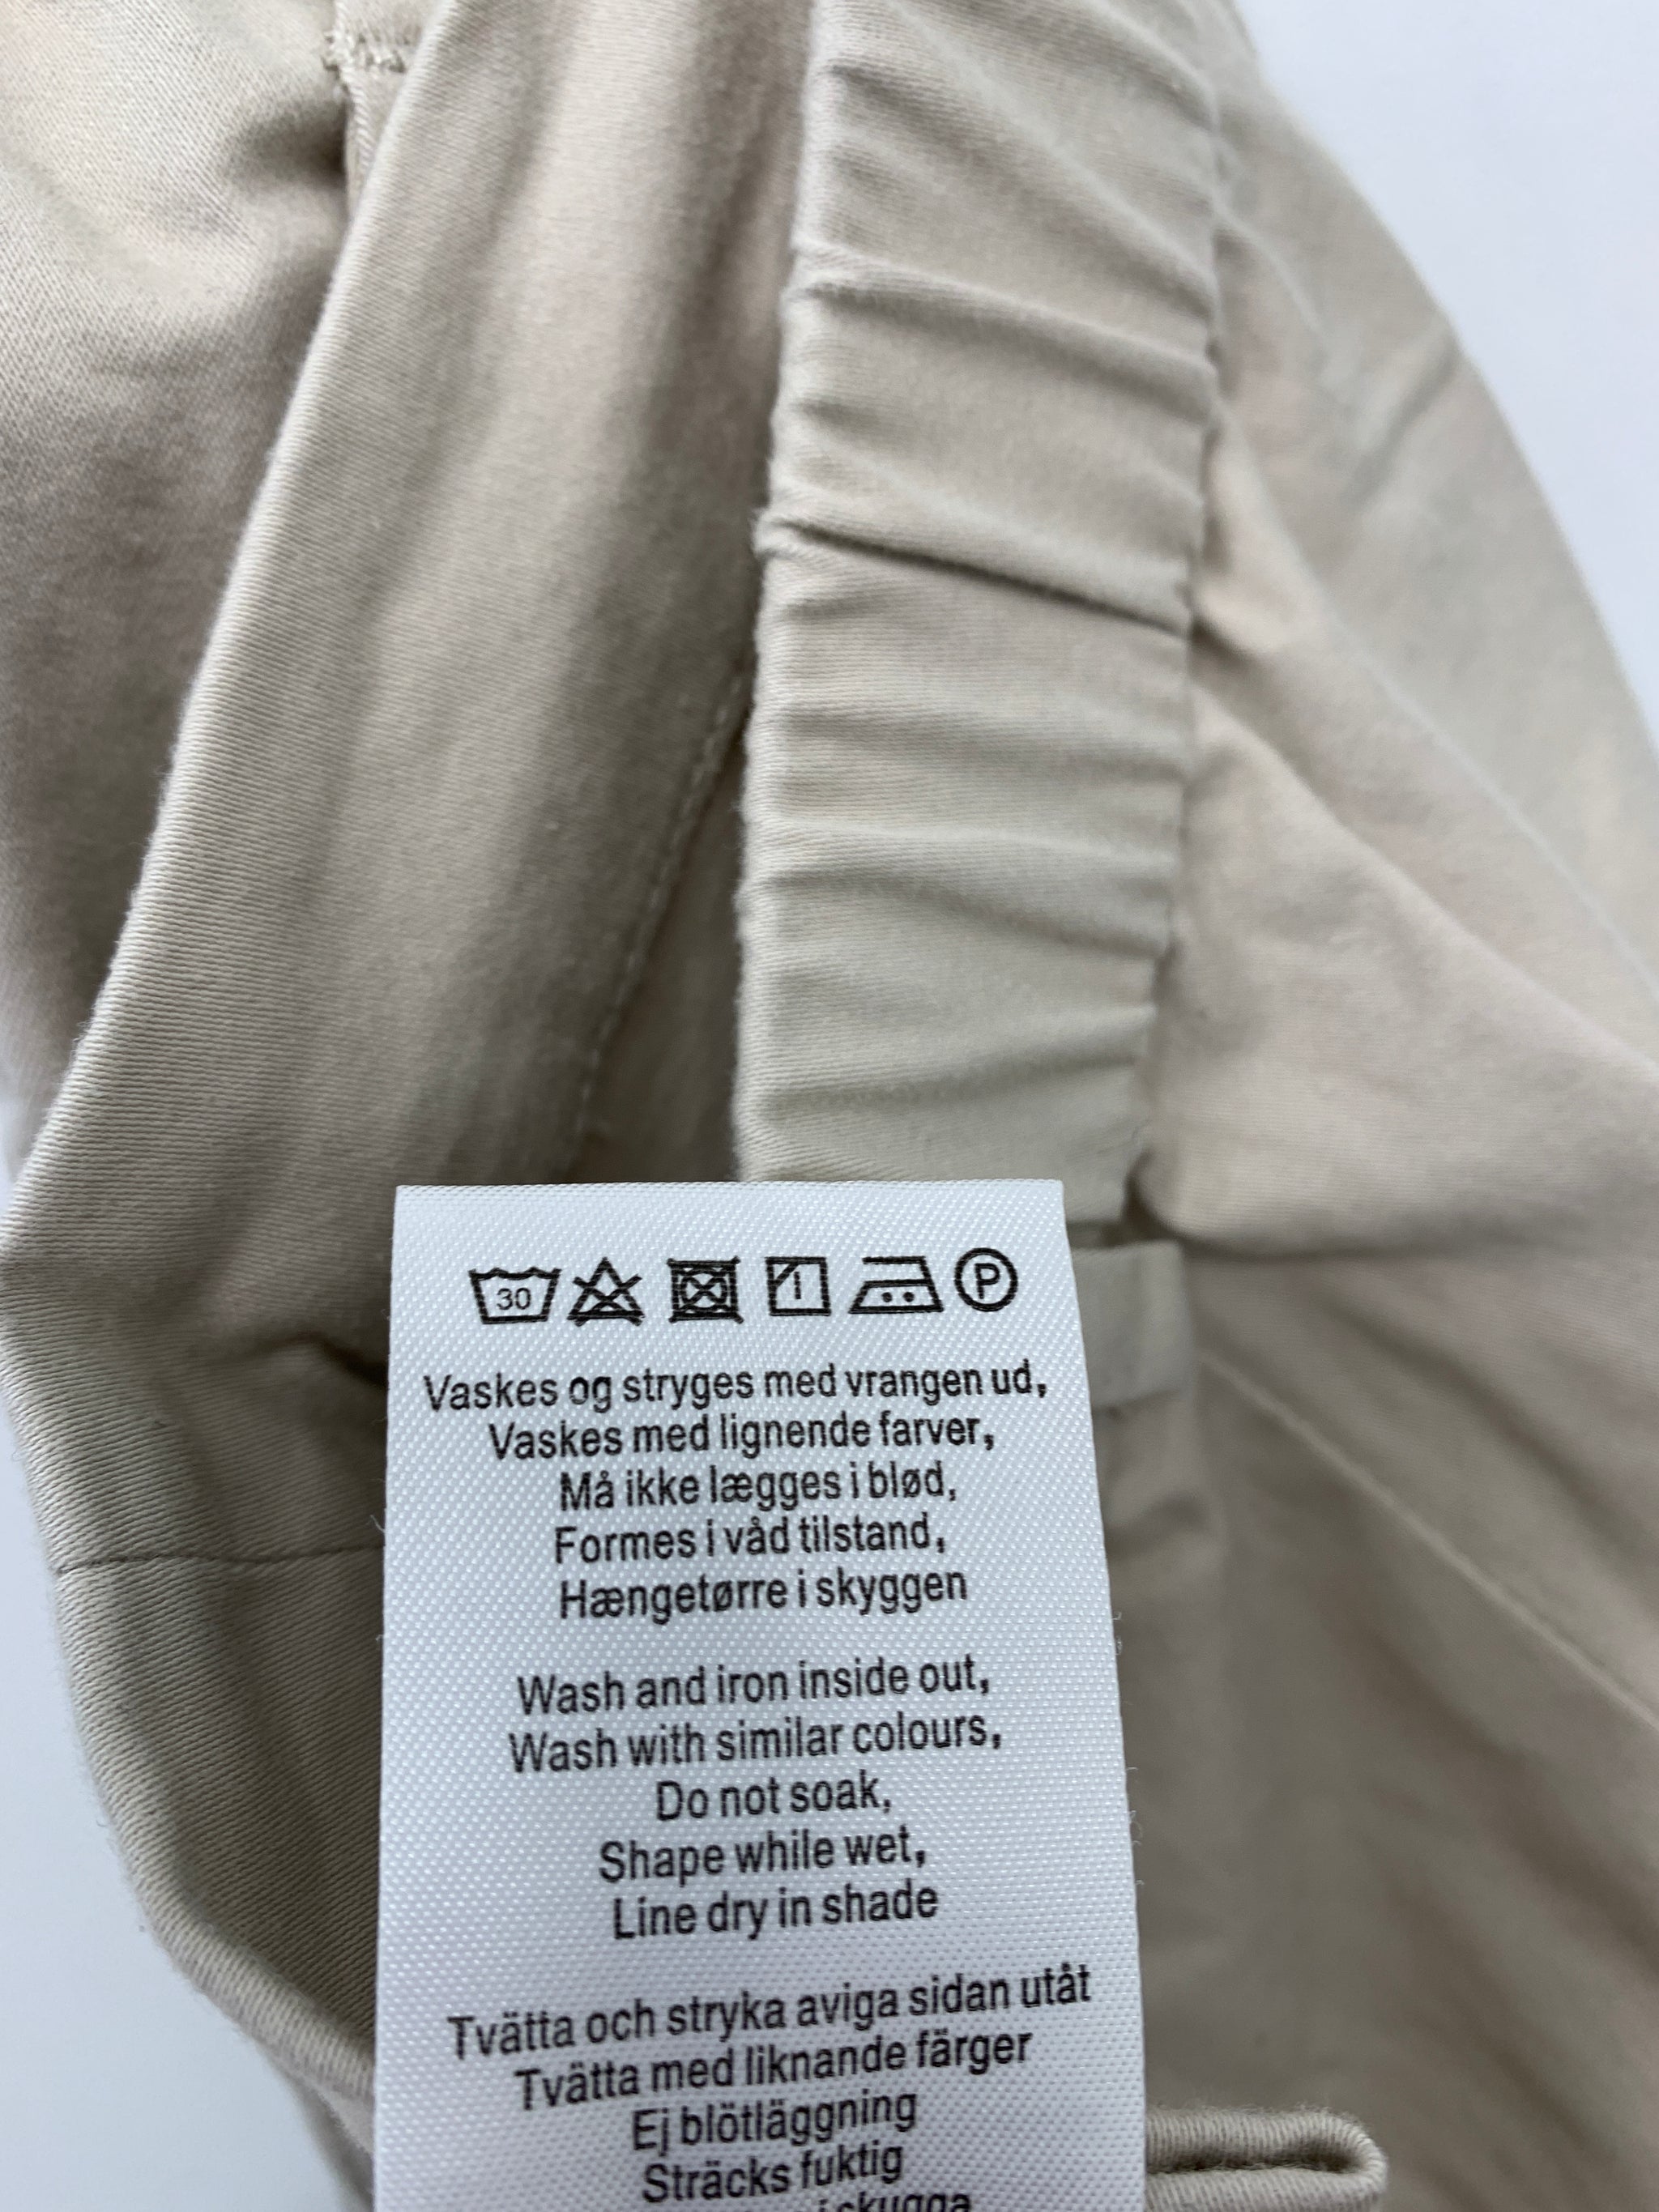 30 P
Vaskes og stryges med vrangen ud,
Vaskes med lignende farver,
Må ikke lægges i blød,
Formes i våd tilstand,
Hængetørre i skyggen
Wash and iron inside out,
Wash with similar colours,
Do not soak,
Shape while wet,
Line dry in shade
Tvätta och stryka aviga sidan utåt
Tvätta med liknande färger
Ej blötläggning
Sträcks fuktig
i skugga